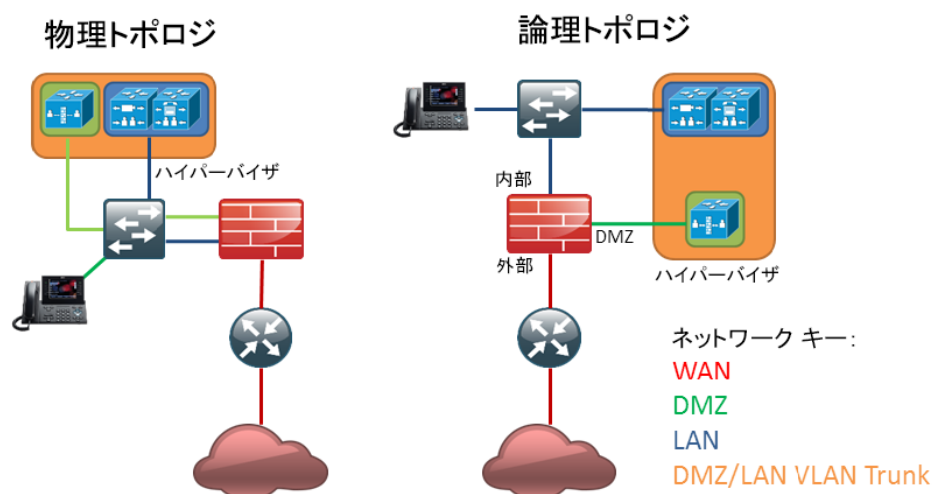 物理トポロジ
論理トポロジ
ハイパーバイザ
内部
DMZ
外部
ハイパーバイザ
ネットワーク キー:
WAN
DMZ
LAN
DMZ/LAN VLAN Trunk